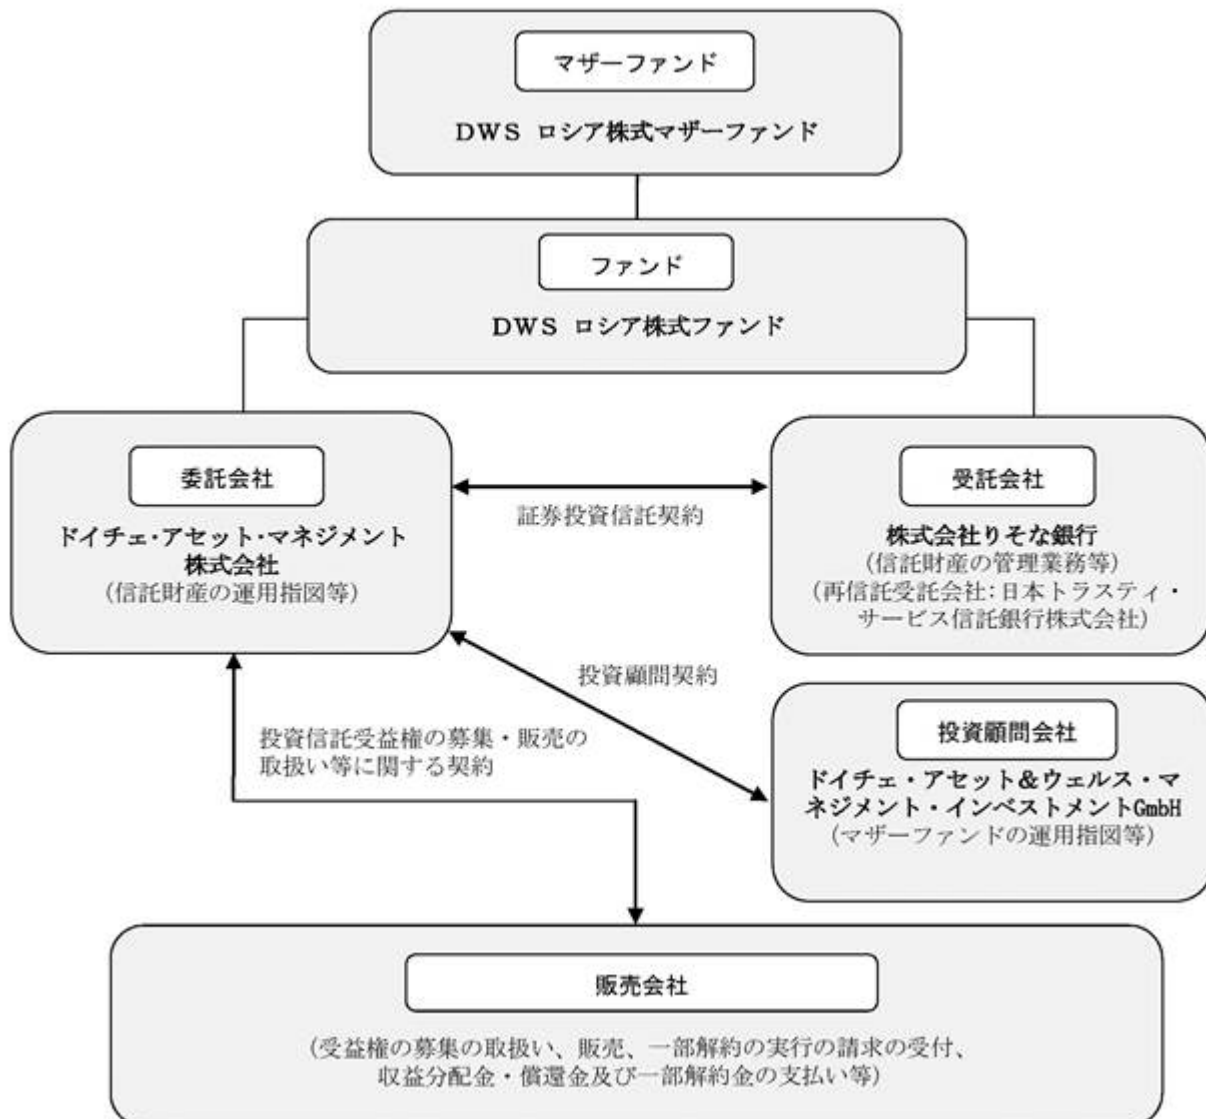 マザーファンド
ＤＷＳ ロシア株式マザーファンド
ファンド
ＤＷＳ ロシア株式ファンド
委託会社
ドイチェ・アセット・マネジメント
株式会社
（信託財産の運用指図等）
証券投資信託契約
受託会社
株式会社りそな銀行
（信託財産の管理業務等）
（再信託受託会社：日本トラスティ・
サービス信託銀行株式会社）
投資顧問契約
投資信託受益権の募集・販売の
取扱い等に関する契約
投資顧問会社
ドイチェ・アセット＆ウェルス・マ
ネジメント・インベストメントGmbH
（マザーファンドの運用指図等）
販売会社
（受益権の募集の取扱い、販売、一部解約の実行の請求の受付、
収益分配金・償還金及び一部解約金の支払い等）